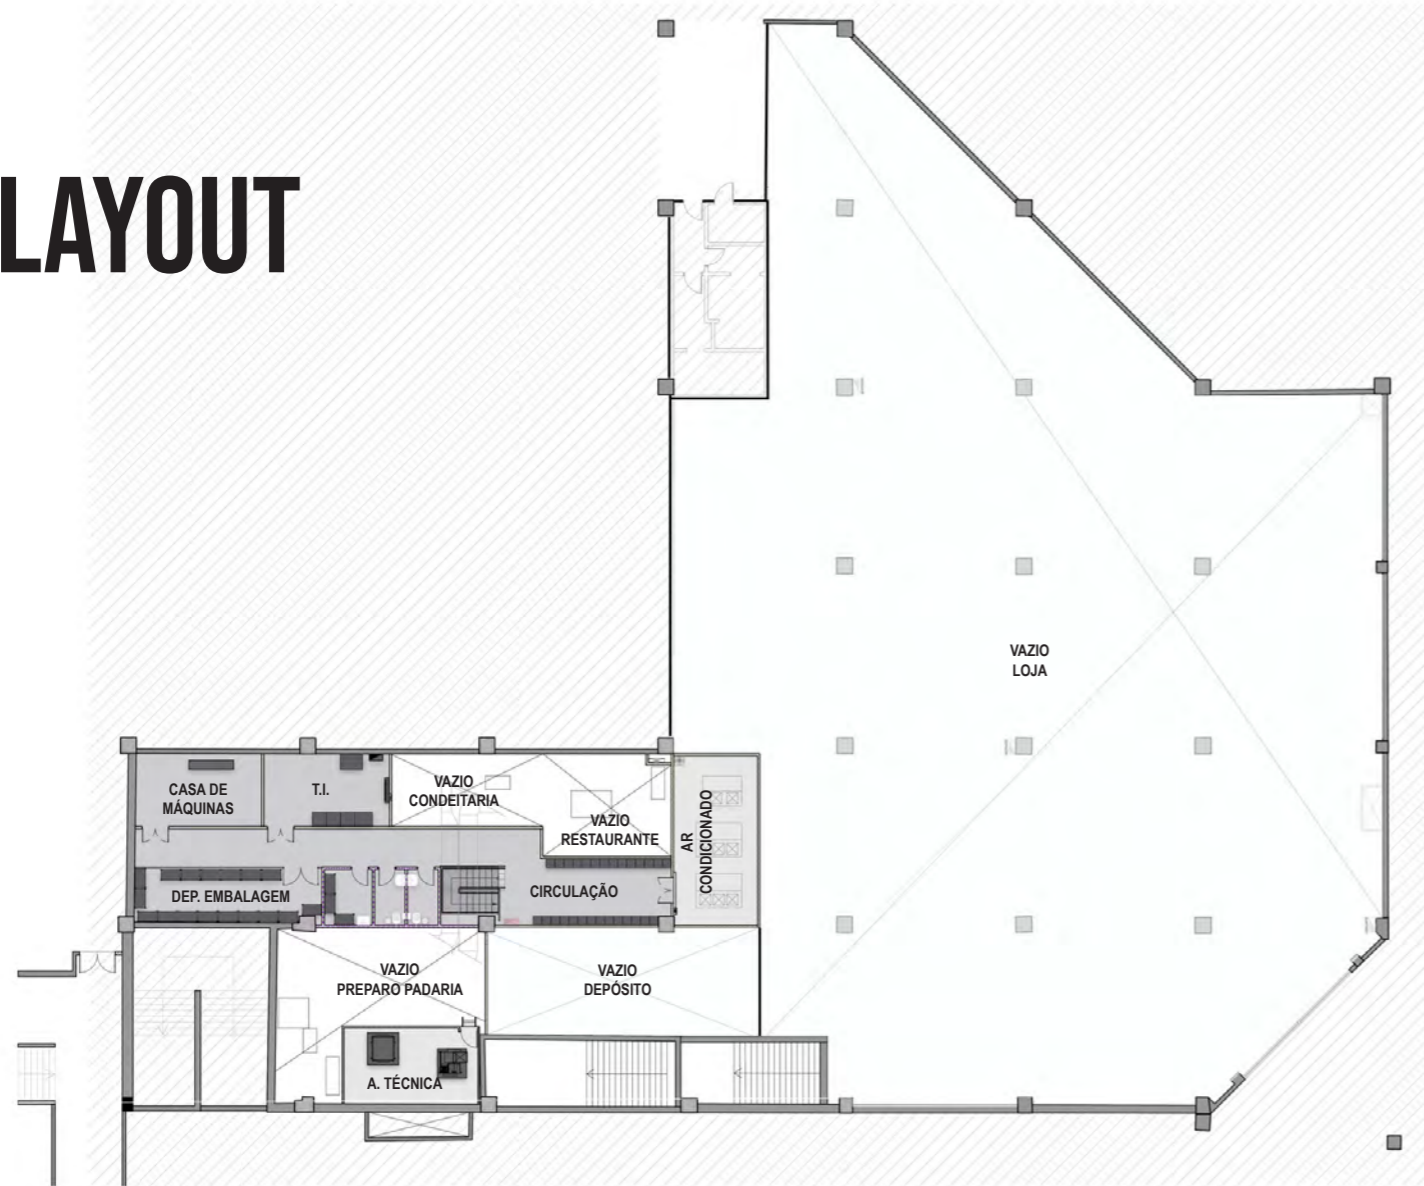 LAYOUT
VAZIO
LOJA
CASA DE
MÁQUINAS
T.I.
VAZIO
CONDEITARIA
VAZIO
RESTAURANTE
AR
CONDICIONADO
DEP. EMBALAGEM
CIRCULAÇÃO
VAZIO
PREPARO PADARIA
VAZIO
DEPÓSITO
A. TÉCNICA